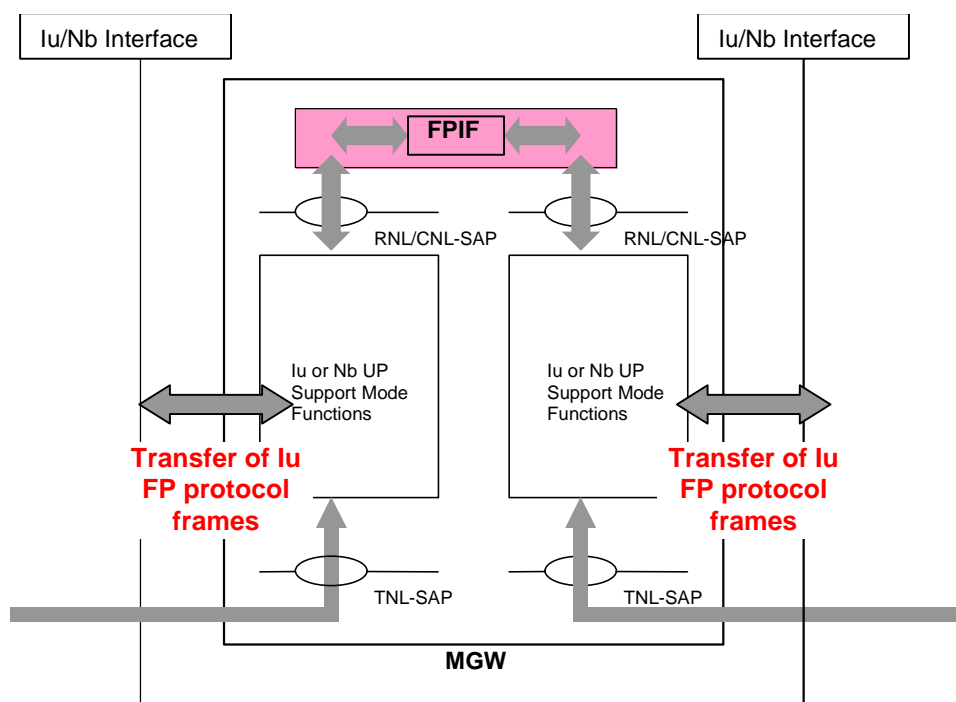 Iu/Nb Interface
Iu/Nb Interface
FPIF
RNL/CNL-SAP
RNL/CNL-SAP
Iu or Nb UP
Support Mode
Functions
Iu or Nb UP
Support Mode
Functions
Transfer of Iu
FP protocol
frames
Transfer of Iu
FP protocol
frames
TNL-SAP
TNL-SAP
MGW